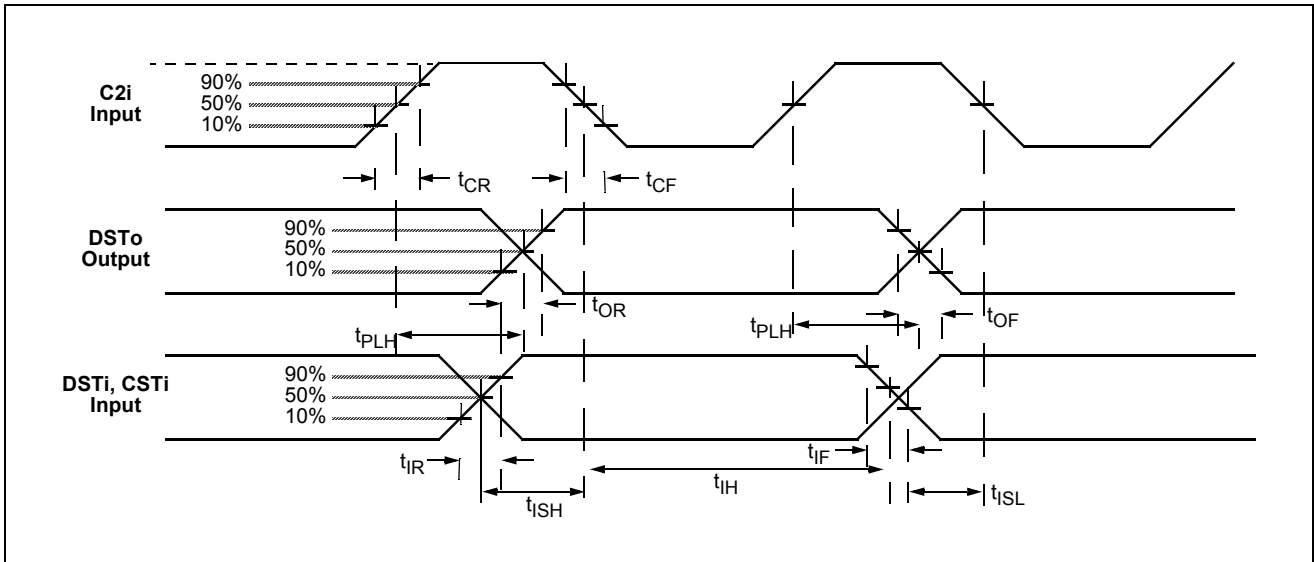 C2i
Input
90%
50%
10%
tCR
tCF
DSTo
Output
90%
50%
10%
tOR
tOF
tPLH
tPLH
DSTi, CSTi
Input
90%
50%
10%
tIR
tIF
tIH
tISH
tISL